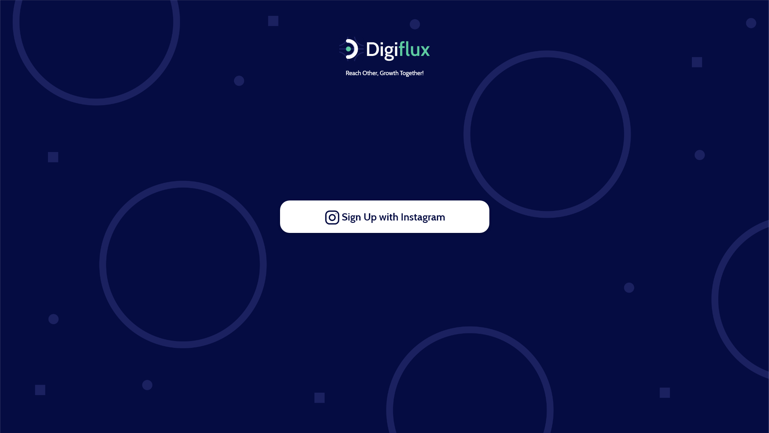 Digiflux
Reach Other, Growth Together!
Sign Up with Instagram